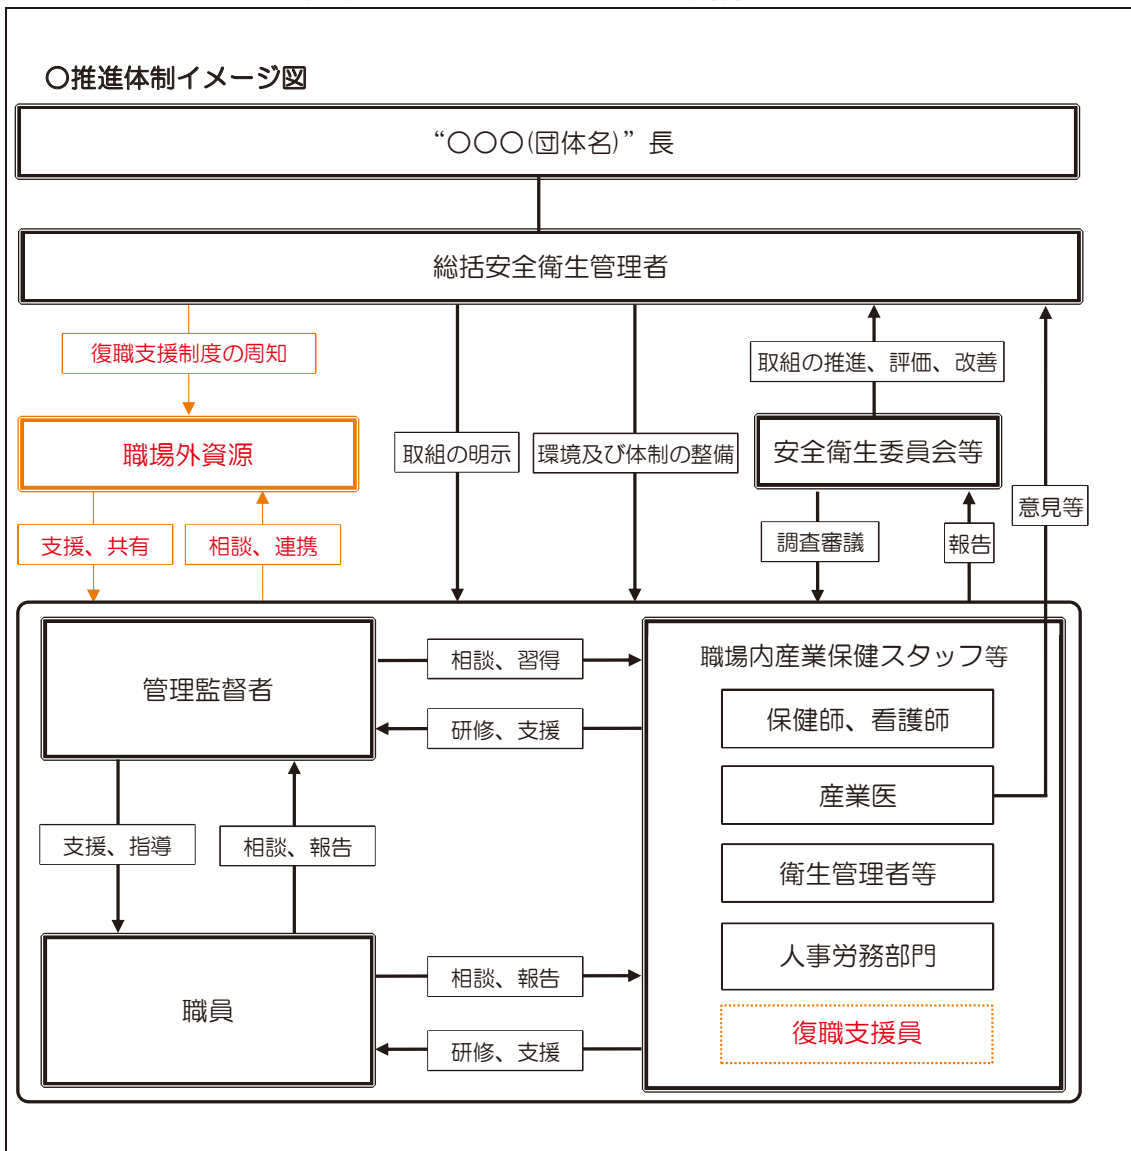 ○推進体制イメージ図
“○○○(団体名)”長
総括安全衛生管理者
復職支援制度の周知
取組の推進、評価、改善
職場外資源
取組の明示
環境及び体制の整備
安全衛生委員会等
意見等
支援、共有
相談、連携
調査審議
報告
管理監督者
相談、習得
研修、支援
職場内産業保健スタッフ等
保健師、看護師
産業医
支援、指導
相談、報告
衛生管理者等
人事労務部門
職員
相談、報告
研修、支援
復職支援員